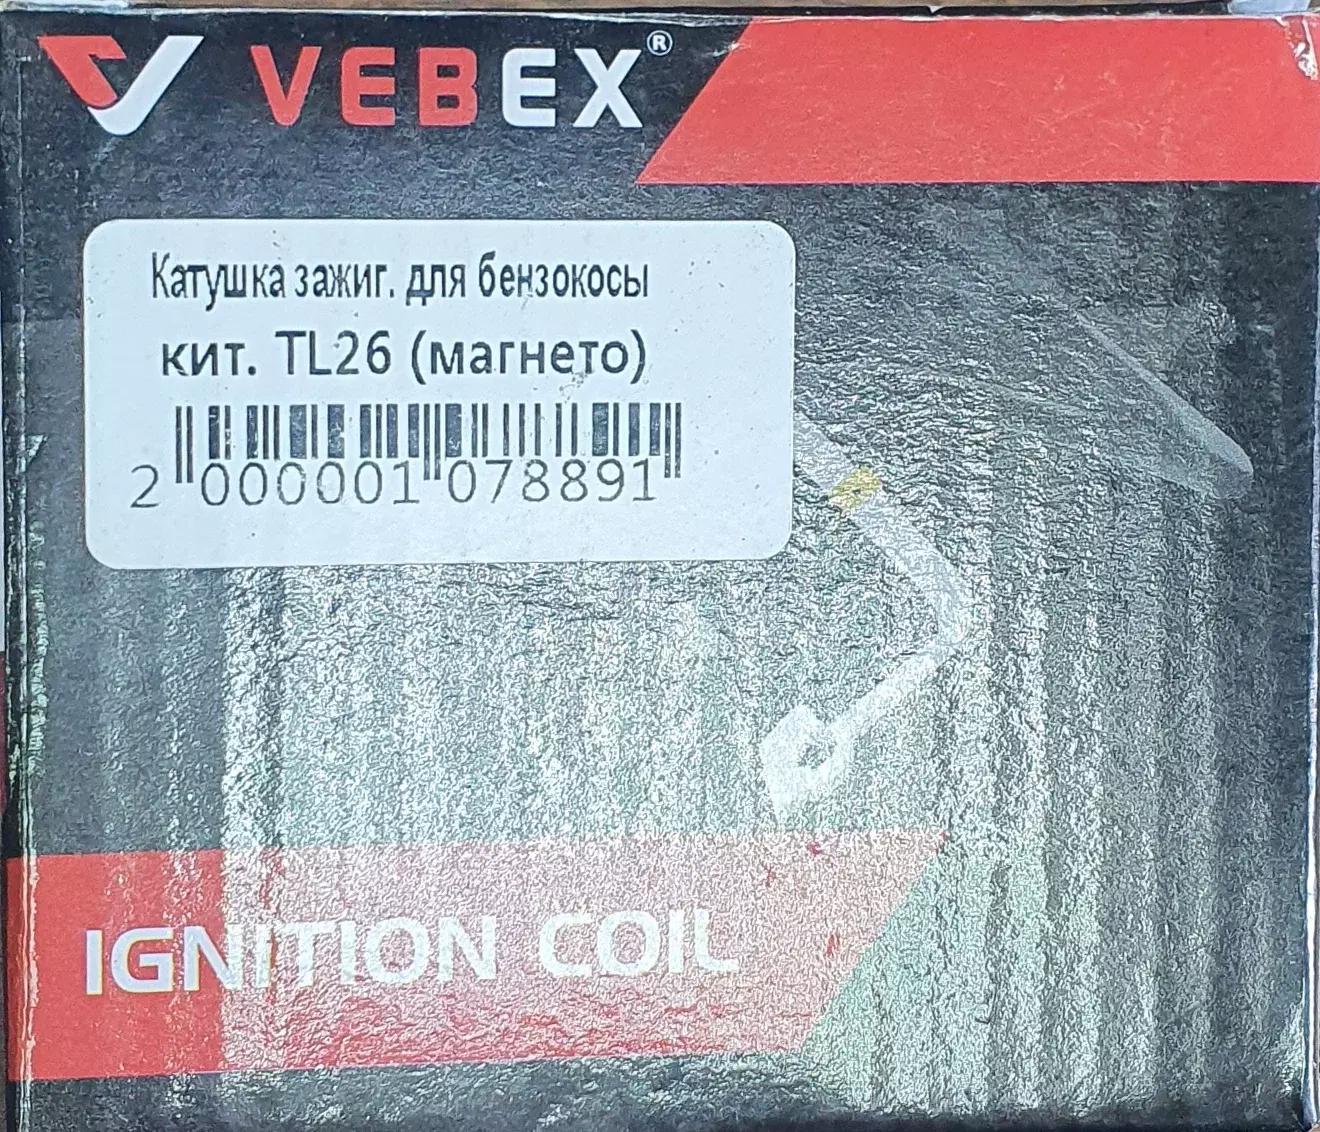 VEBEX®
Катушка зажиг. для бензокосы
кит. TL26 (магнето)
2 000001 078891
IGNITION COIL